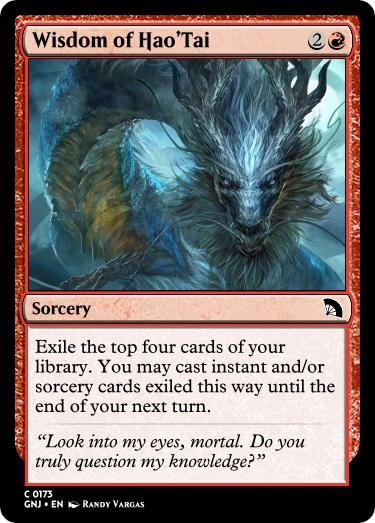 Wisdom of Hao'Tai 2
Sorcery
Exile the top four cards of your
library. You may cast instant and/or
sorcery cards exiled this way until the
end of your next turn.
“Look into my eyes, mortal. Do you
truly question my knowledge?”
C 0173
GNJ • EN Randy Vargas